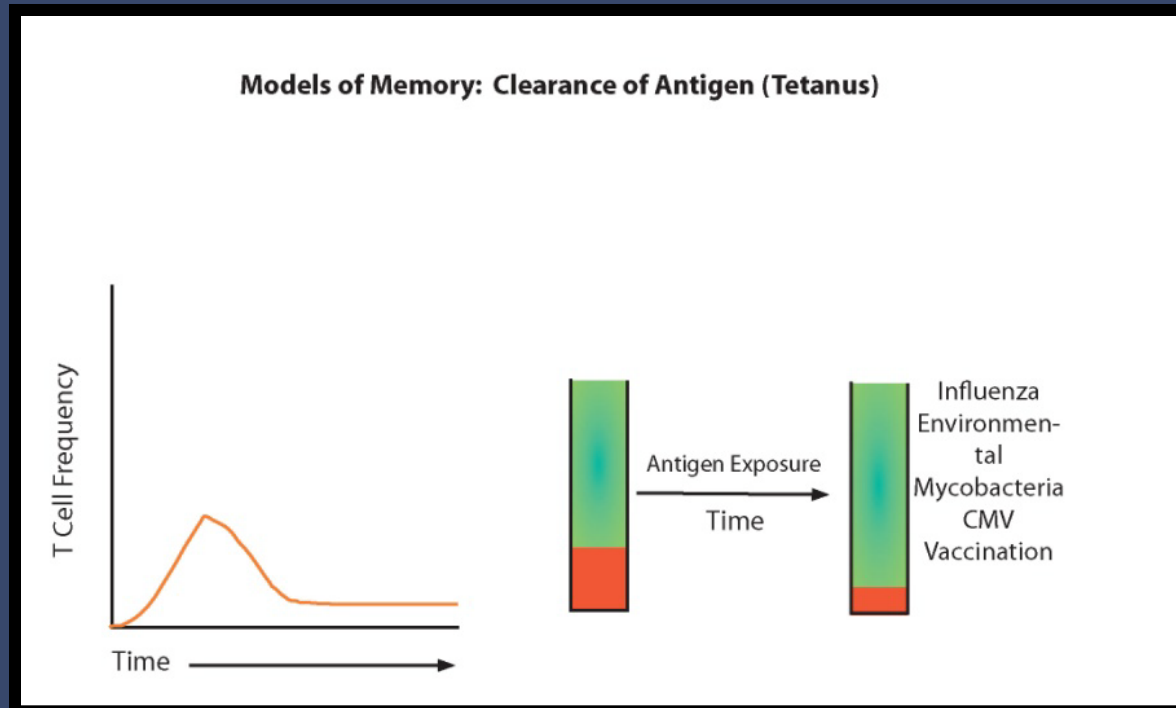 Models of Memory: Clearance of Antigen (Tetanus)
T Cell Frequency
Time
Antigen Exposure
Time
Influenza
Environmen-
tal
Mycobacteria
CMV
Vaccination